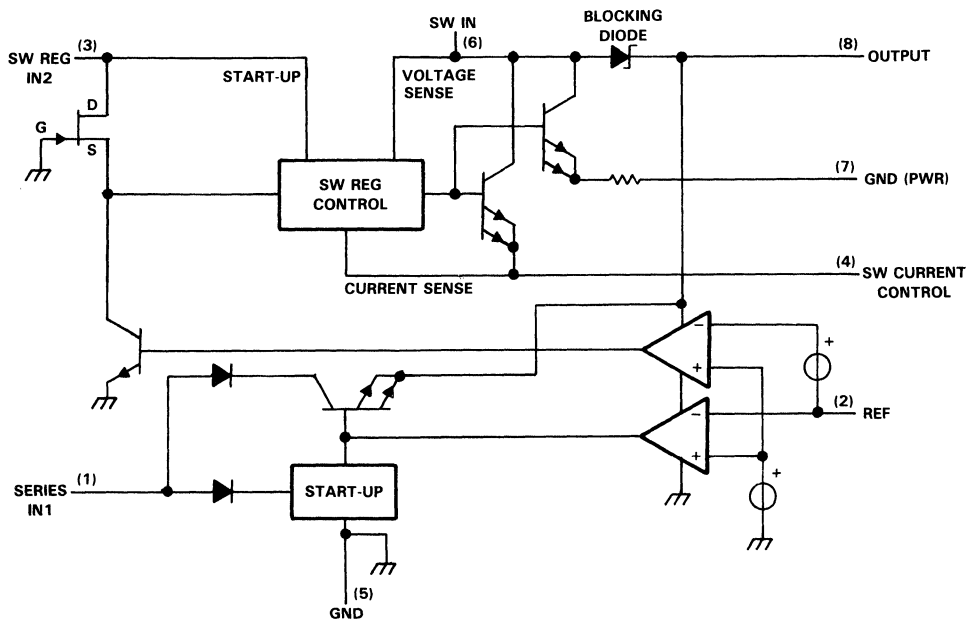 BLOCKING
DIODE
SW IN
(6)
(3)
(8)
SW REG
IN2
START-UP
VOLTAGE
SENSE
OUTPUT
D
G
S
SW REG
CONTROL
(7)
GND (PWR)
(4)
SW CURRENT
CONTROL
CURRENT SENSE
−
+
+
(2)
REF
−
+
+
SERIES
IN1
(1)
START-UP
(5)
GND